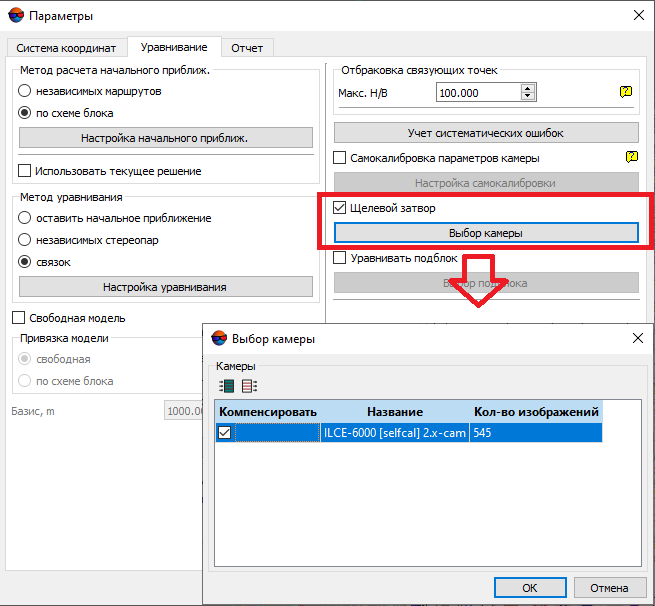 Параметры
Система координат
Уравнивание
Отчет
Метод расчета начального приближ.
независимых маршрутов
по схеме блока
Настройка начального приближ.
Использовать текущее решение
Метод уравнивания
оставить начальное приближение
независимых стереопар
связок
Настройка уравнивания
Свободная модель
Привязка модели
свободная
по схеме блока
Базис, m
1000.00
Отбраковка связующих точек
Макс. Н/В
100.000
Учет систематических ошибок
Самокалибровка параметров камеры
Настройка самокалибровки
Щелевой затвор
Выбор камеры
Уравнивать подблок
Выбор подблока
Выбор камеры
Камеры
Компенсировать Название Кол-во изображений
ILCE-6000 [selfcal] 2.x-cam 545
OK
Отмена